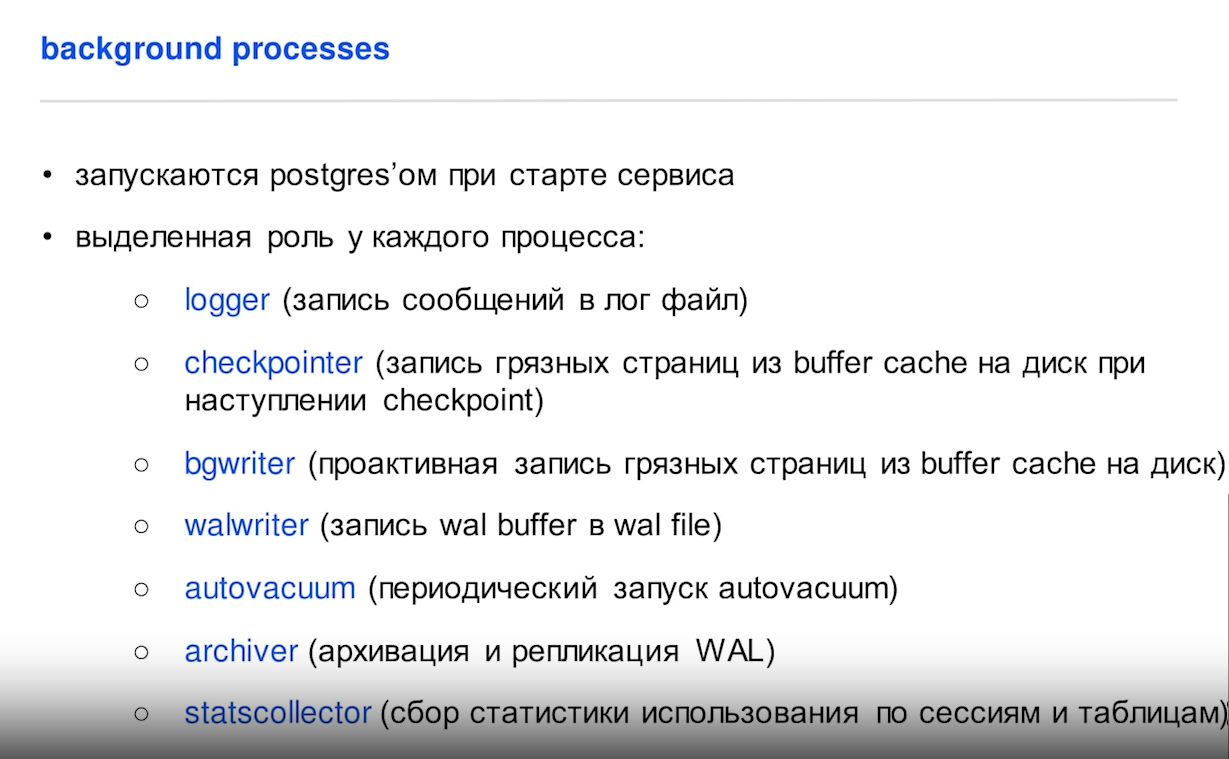 background processes
• запускаются postgres’ом при старте сервиса
• выделенная роль у каждого процесса:
○ logger (запись сообщений в лог файл)
○ checkpointer (запись грязных страниц из buffer cache на диск при
наступлении checkpoint)
○ bgwriter (проактивная запись грязных страниц из buffer cache на диск)
○ walwriter (запись wal buffer в wal file)
○ autovacuum (периодический запуск autovacuum)
○ archiver (архивация и репликация WAL)
○ statscollector (сбор статистики использования по сессиям и таблицам)